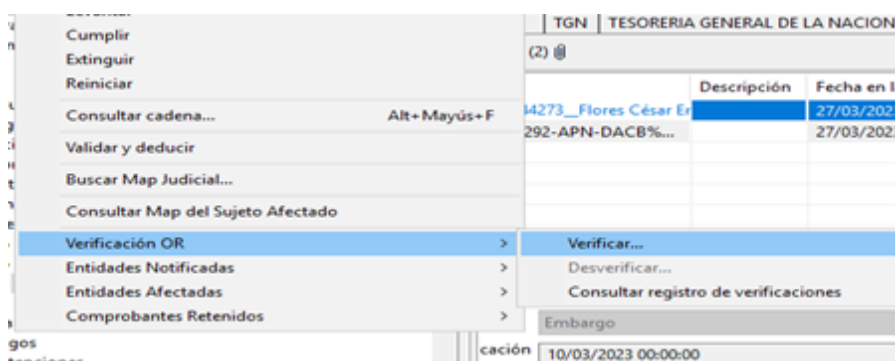 TGN TESORERIA GENERAL DE LA NACION
Cumplir
(2)
Extinguir
Reiniciar
Descripción Fecha en l
Consultar cadena... Alt+Mayús+F
44273__Flores César Er 27/03/202
292-APN-DACB%... 27/03/202
Validar y deducir
Buscar Map Judicial...
Consultar Map del Sujeto Afectado
Verificación OR > Verificar...
Entidades Notificadas > Desverificar...
Entidades Afectadas > Consultar registro de verificaciones
Comprobantes Retenidos > Embargo
gos
cación 10/03/2023 00:00:00